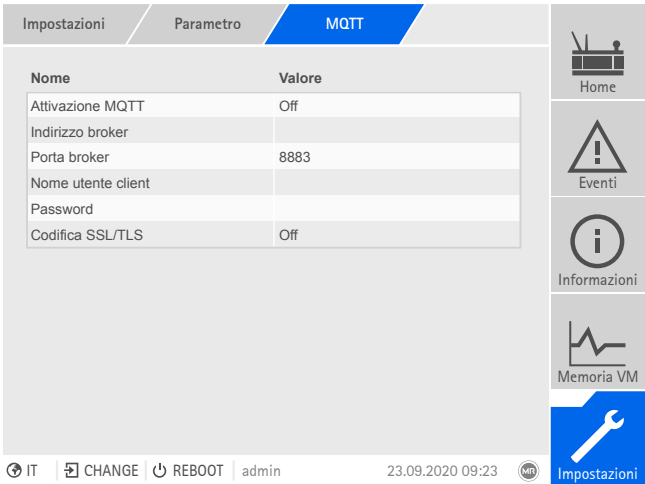 Impostazioni Parametro MQTT
Nome Valore
Attivazione MQTT Off
Indirizzo broker
Porta broker 8883
Nome utente client
Password
Codifica SSL/TLS Off
Home
Eventi
Informazioni
Memoria VM
Impostazioni
IT CHANGE REBOOT admin 23.09.2020 09:23 MR